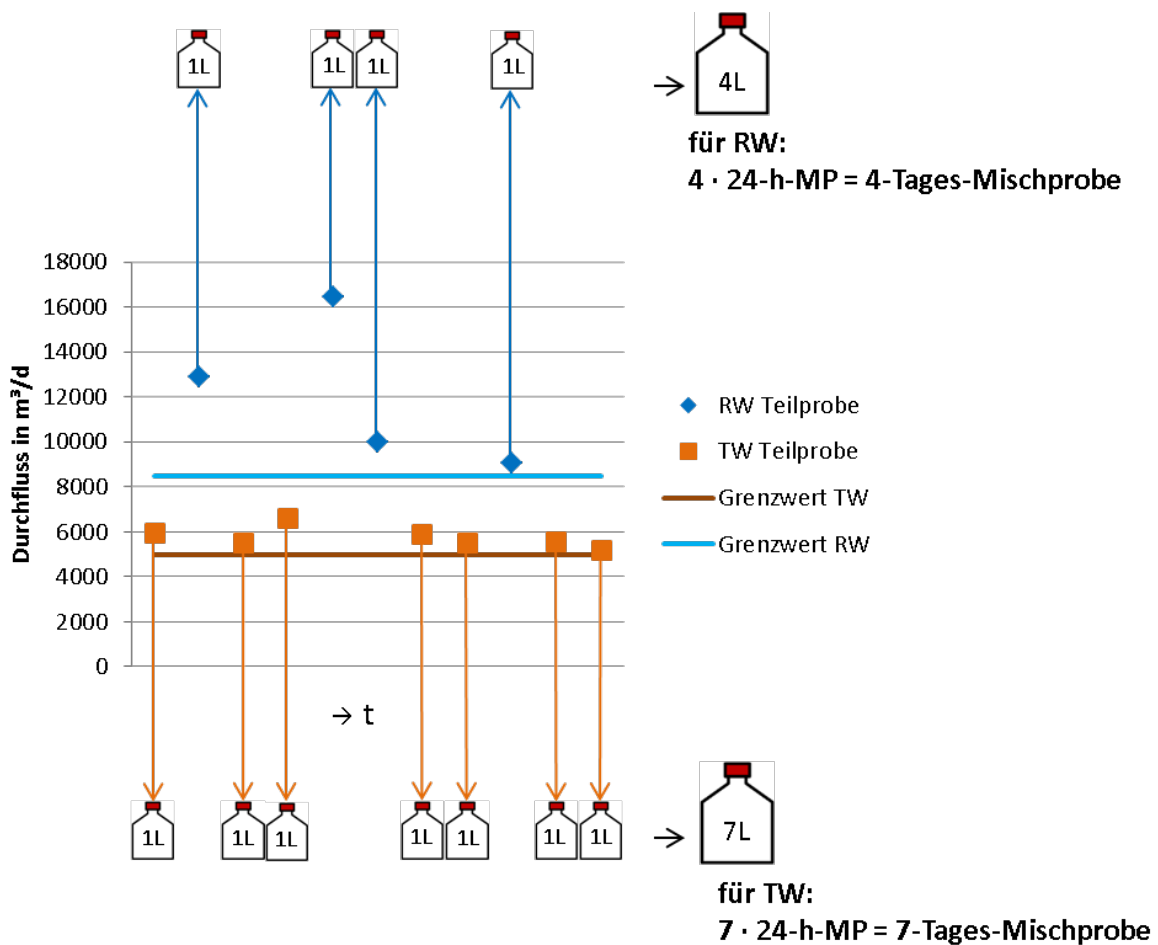 1L
1L
1L
1L
4L
für RW:
4 · 24-h-MP = 4-Tages-Mischprobe
Durchfluss in m³/d
18000
16000
14000
12000
10000
8000
6000
4000
2000
0
RW Teilprobe
TW Teilprobe
Grenzwert TW
Grenzwert RW
→ t
1L
1L
1L
1L
1L
1L
1L
7L
für TW:
7 · 24-h-MP = 7-Tages-Mischprobe